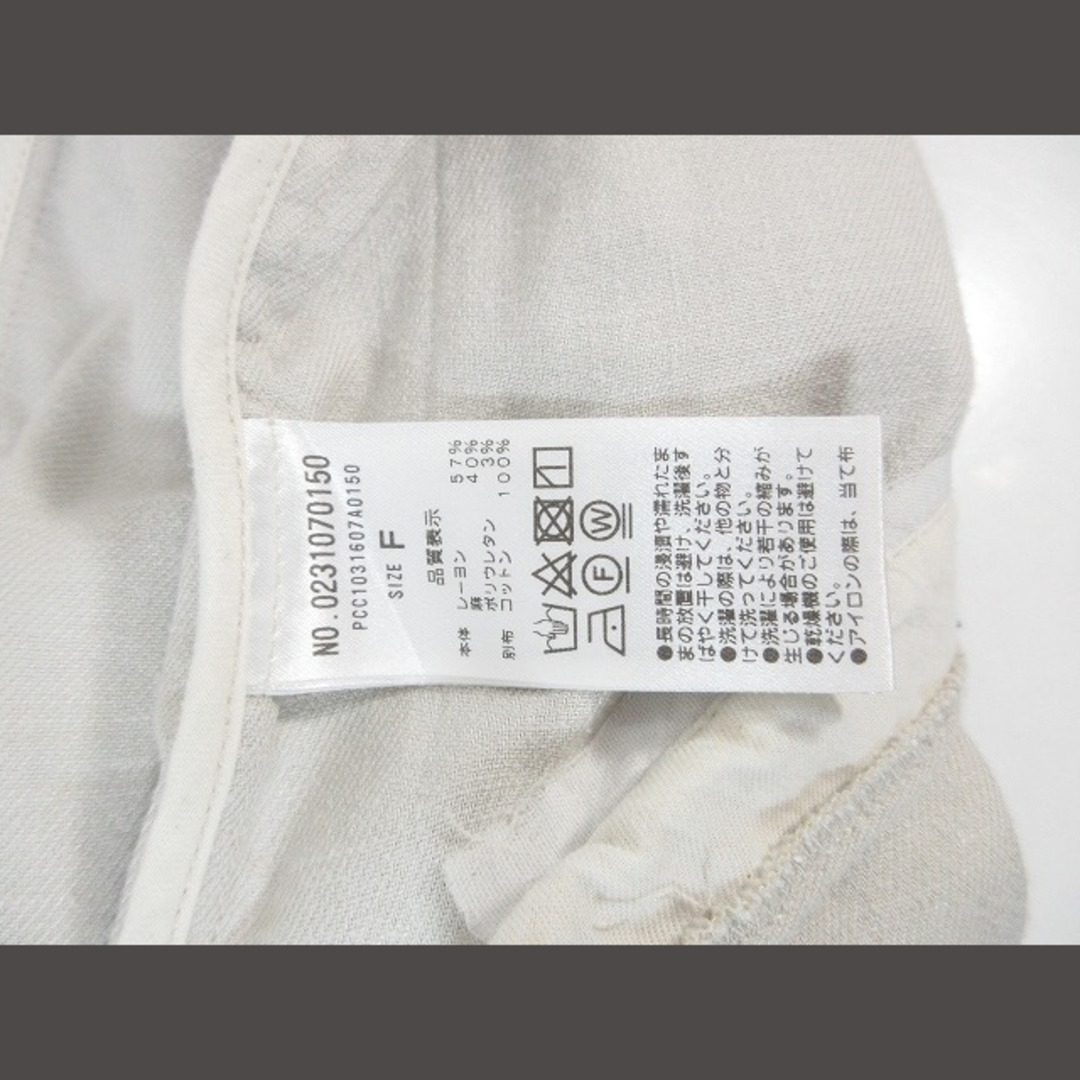 NO.0231070150
PCC1031607A0150
SIZE F
品質表示
本体 レーヨン 57%
麻 40%
ポリウレタン 3%
別布 コットン 100%
F W
●長時間の浸漬や濡れたま
まの放置は避け、洗濯後す
ばやく干してください。
●洗濯の際は、他の物と分
けて洗ってください。
●洗濯により若干の縮みが
生じる場合があります。
●乾燥機のご使用は避けて
ください。
●アイロンの際は、当て布